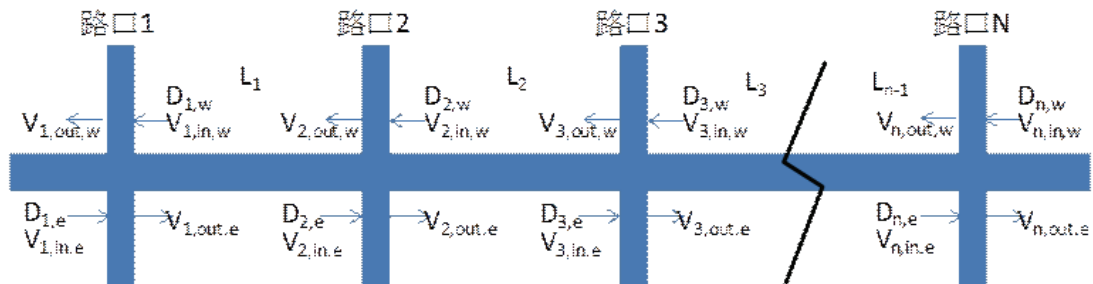 路口1 路口2 路口3 路口N
L₁ L₂ L₃ Lₙ₋₁
D₁,w D₂,w D₃,w Dₙ,w
V₁,out,w V₁,in,w V₂,out,w V₂,in,w V₃,out,w V₃,in,w Vₙ,out,w Vₙ,in,w
D₁,e V₁,out.e D₂,e V₂,out.e D₃,e V₃,out.e Dₙ,e Vₙ,out.e
V₁,in.e V₂,in.e V₃,in.e Vₙ,in.e